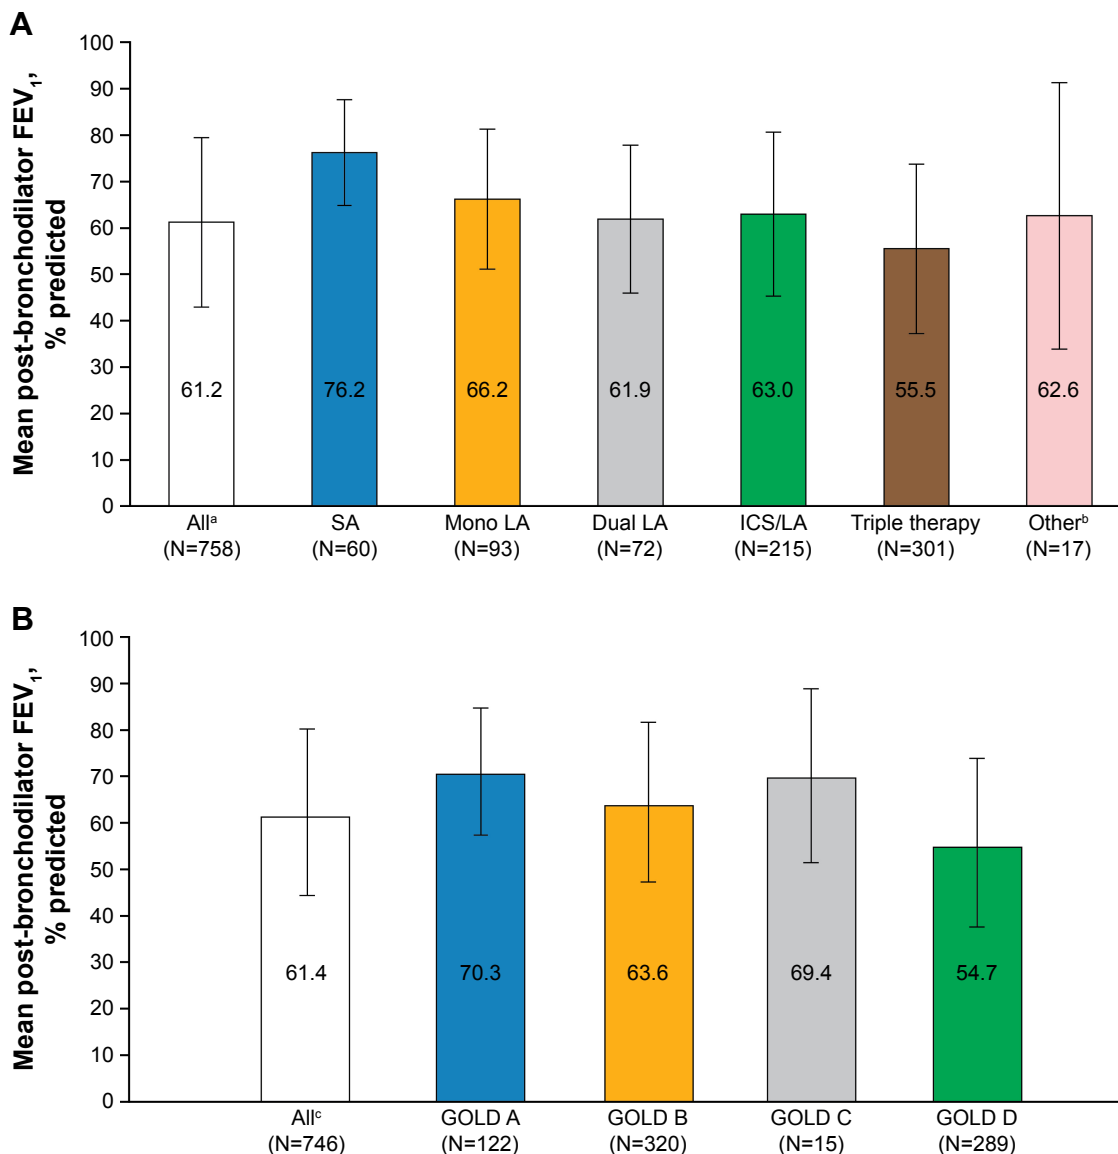 A
Mean post-bronchodilator FEV₁,
% predicted
100
90
80
70
60
50
40
30
20
10
0
61.2
76.2
66.2
61.9
63.0
55.5
62.6
Allᵃ
(N=758)
SA
(N=60)
Mono LA
(N=93)
Dual LA
(N=72)
ICS/LA
(N=215)
Triple therapy
(N=301)
Otherᵇ
(N=17)
B
Mean post-bronchodilator FEV₁,
% predicted
100
90
80
70
60
50
40
30
20
10
0
61.4
70.3
63.6
69.4
54.7
Allᶜ
(N=746)
GOLD A
(N=122)
GOLD B
(N=320)
GOLD C
(N=15)
GOLD D
(N=289)